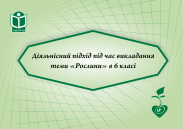 Діяльнісний підхід під час викладання
теми «Рослини» в 6 класі